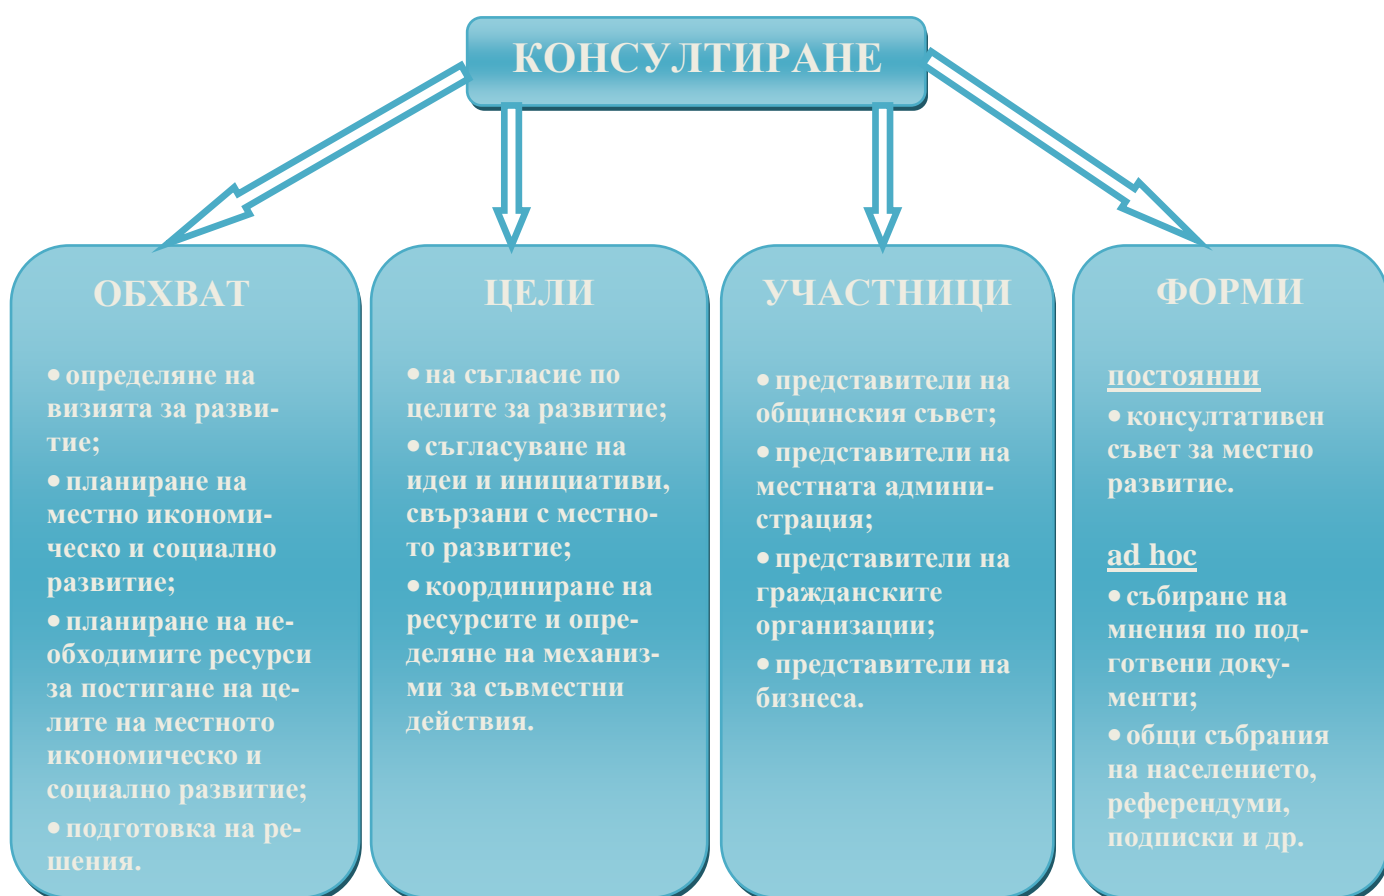 КОНСУЛТИРАНЕ
ОБХВАТ
• определяне на
визията за разви-
тие;
• планиране на
местно икономи-
ческо и социално
развитие;
• планиране на не-
обходимите ресурси
за постигане на це-
лите на местното
икономическо и
социално развитие;
• подготовка на ре-
шения.
ЦЕЛИ
• на съгласие по
целите за развитие;
• съгласуване на
идеи и инициативи,
свързани с местно-
то развитие;
• координиране на
ресурсите и опре-
деляне на механиз-
ми за съвместни
действия.
УЧАСТНИЦИ
• представители на
общинския съвет;
• представители на
местната админи-
страция;
• представители на
гражданските
организации;
• представители на
бизнеса.
ФОРМИ
постоянни
• консултативен
съвет за местно
развитие.
ad hoc
• събиране на
мнения по под-
готвени доку-
менти;
• общи събрания
на населението,
референдуми,
подписки и др.